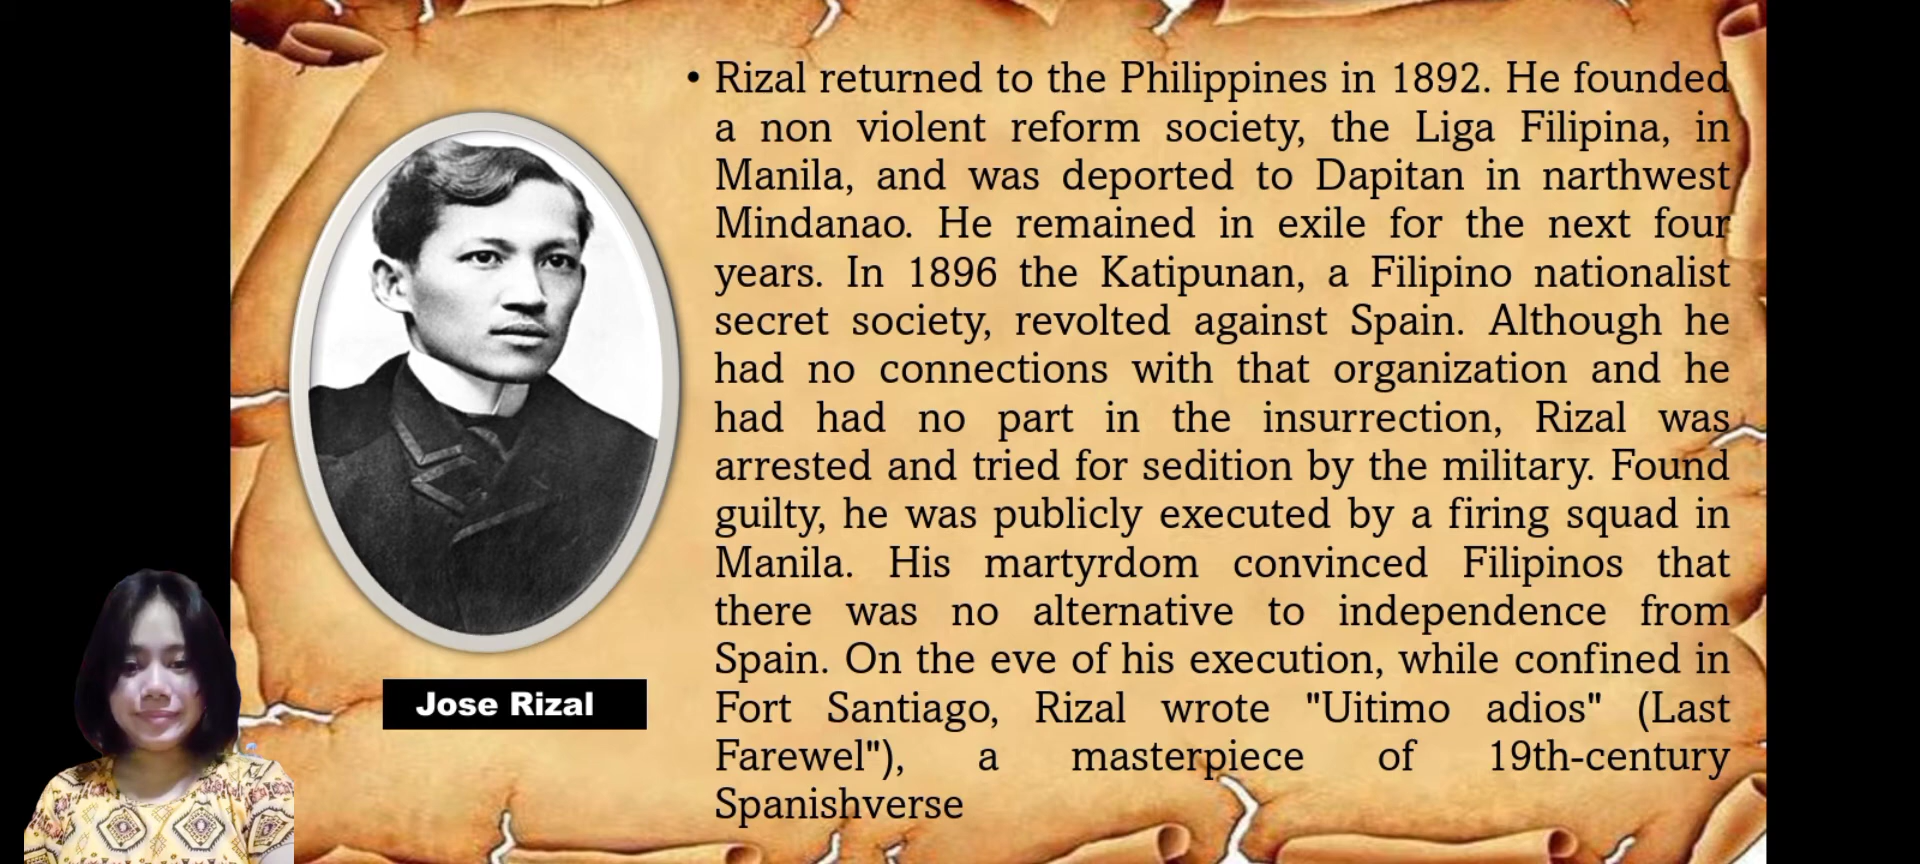 • Rizal returned to the Philippines in 1892. He founded
a non violent reform society, the Liga Filipina, in
Manila, and was deported to Dapitan in narthwest
Mindanao. He remained in exile for the next four
years. In 1896 the Katipunan, a Filipino nationalist
secret society, revolted against Spain. Although he
had no connections with that organization and he
had had no part in the insurrection, Rizal was
arrested and tried for sedition by the military. Found
guilty, he was publicly executed by a firing squad in
Manila. His martyrdom convinced Filipinos that
there was no alternative to independence from
Spain. On the eve of his execution, while confined in
Fort Santiago, Rizal wrote "Uitimo adios" (Last
Farewel"), a masterpiece of 19th-century
Spanishverse
Jose Rizal